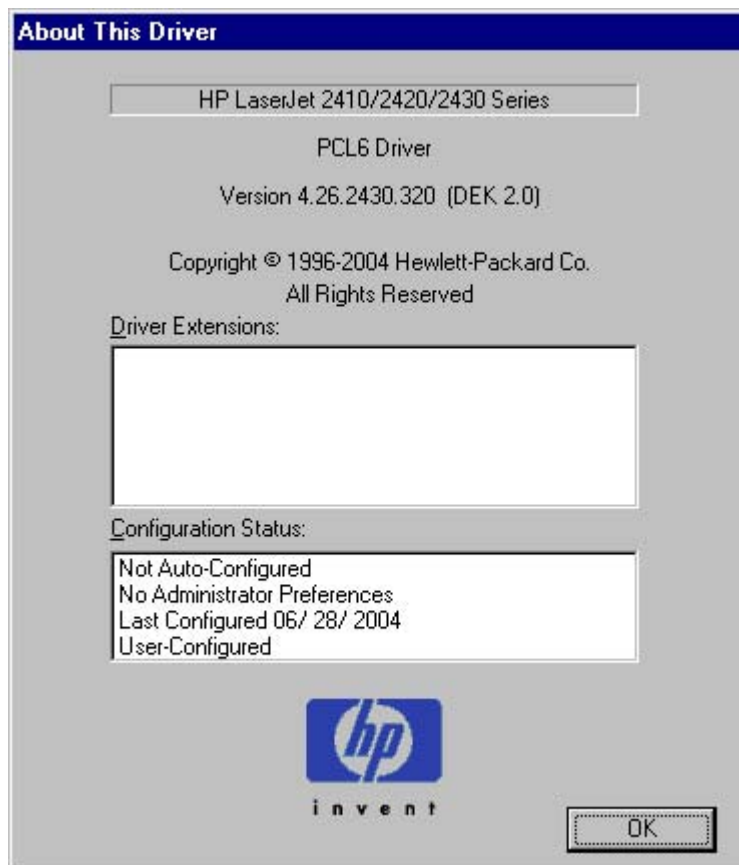 About This Driver
HP LaserJet 2410/2420/2430 Series
PCL6 Driver
Version 4.26.2430.320 (DEK 2.0)
Copyright © 1996-2004 Hewlett-Packard Co.
All Rights Reserved
Driver Extensions:
Configuration Status:
Not Auto-Configured
No Administrator Preferences
Last Configured 06/ 28/ 2004
User-Configured
hp
invent
OK